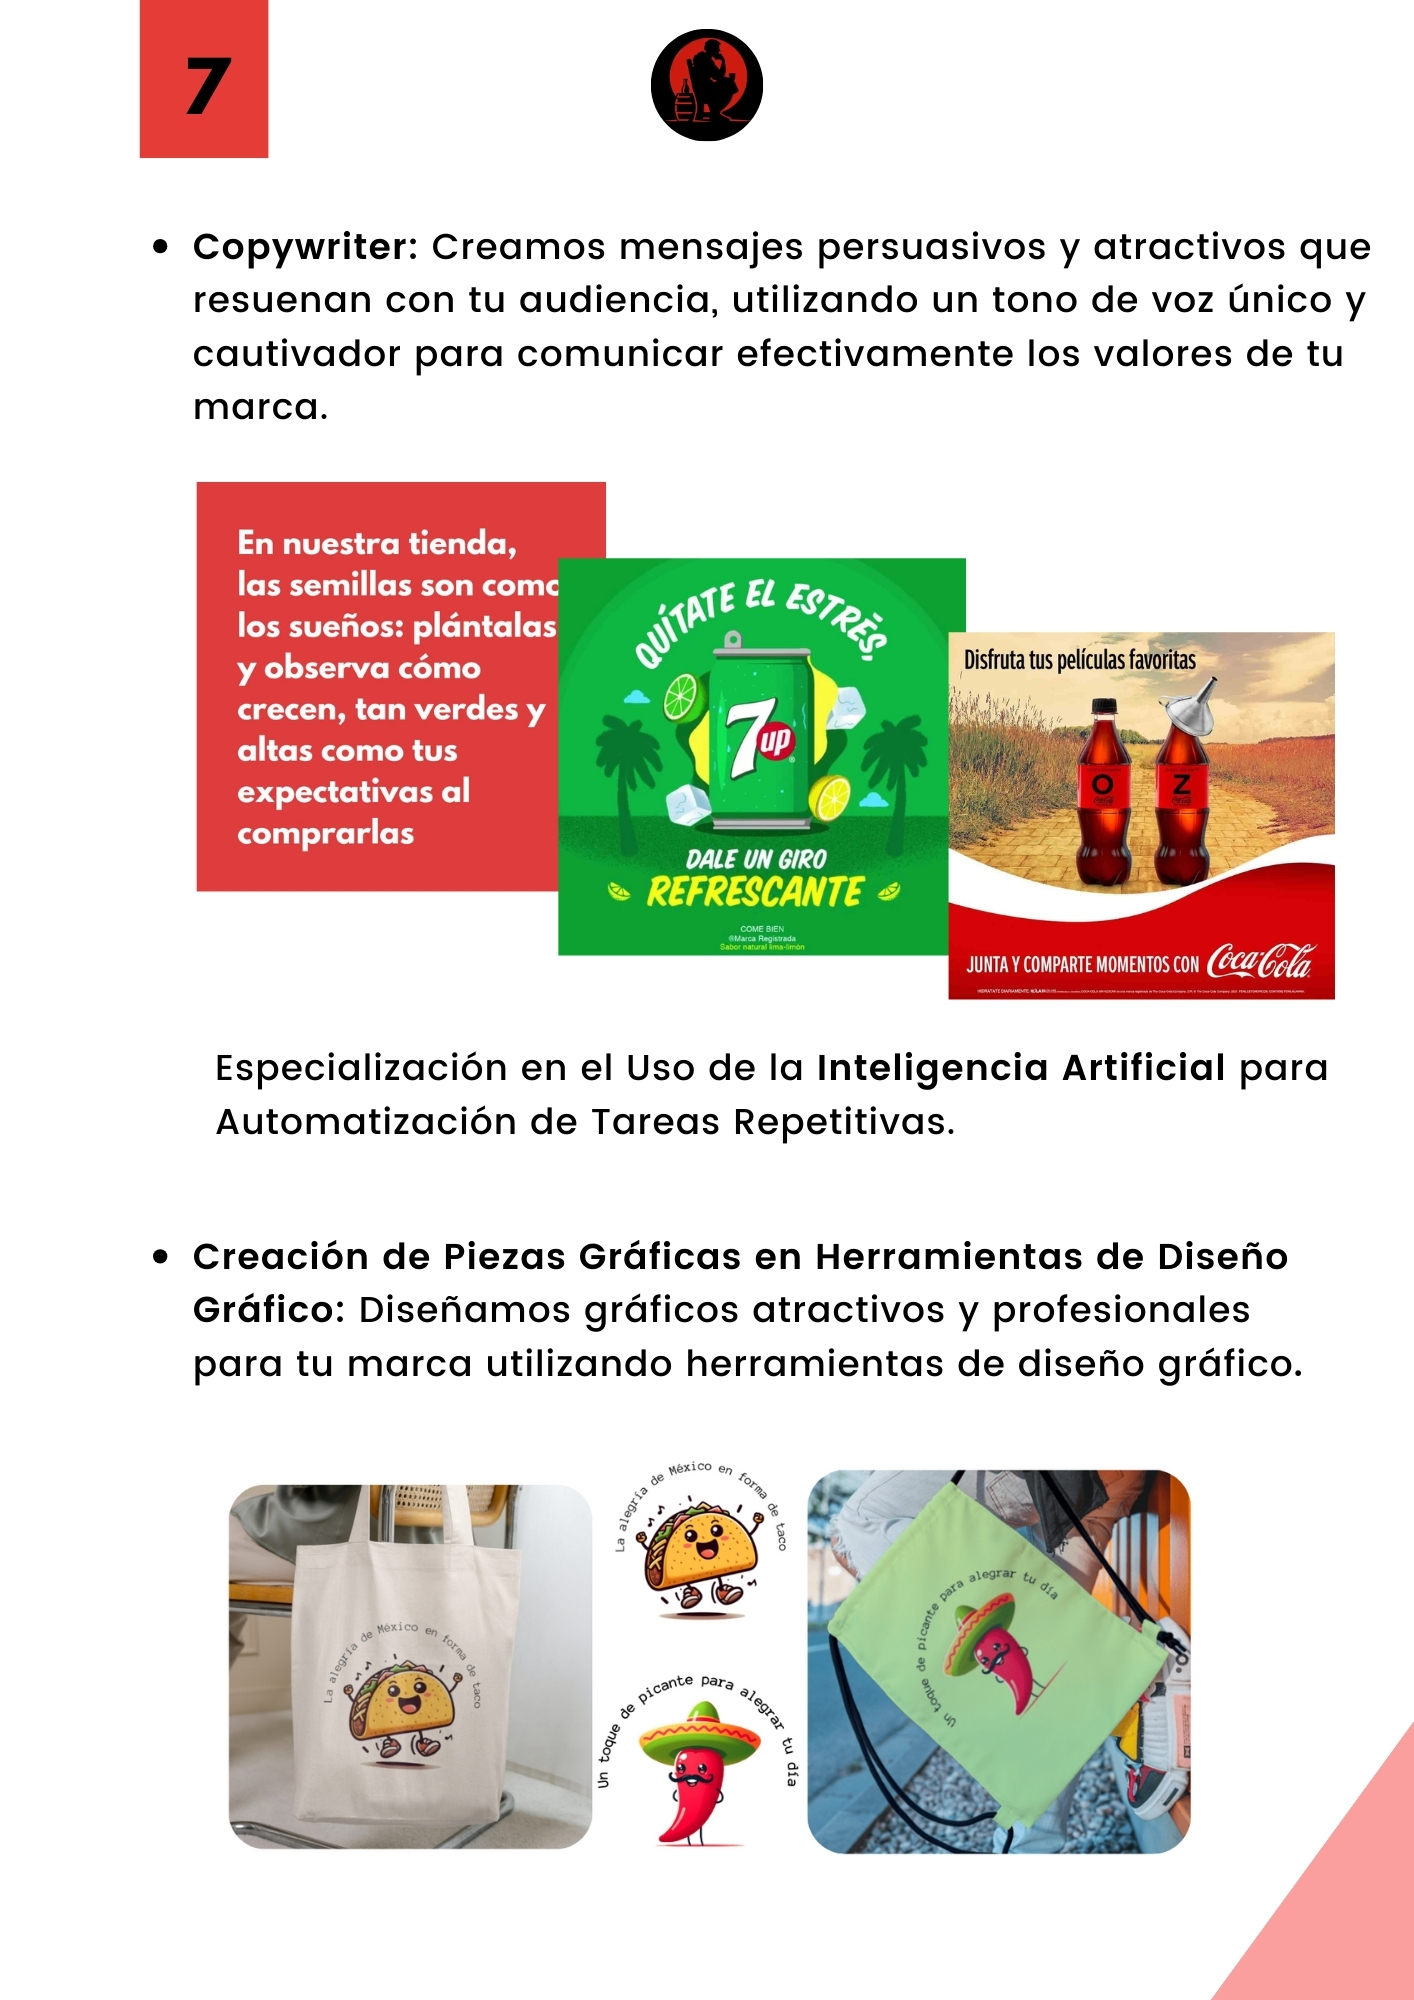 7
• Copywriter: Creamos mensajes persuasivos y atractivos que
resuenan con tu audiencia, utilizando un tono de voz único y
cautivador para comunicar efectivamente los valores de tu
marca.
En nuestra tienda,
las semillas son como
los sueños: plántalas
y observa cómo
crecen, tan verdes y
altas como tus
expectativas al
comprarlas
QUÍTATE EL ESTRÉS,
7up
DALE UN GIRO
REFRESCANTE
COME BIEN
@Marca Registrada
Sabor natural lima-limón
Disfruta tus películas favoritas
O Z
JUNTA Y COMPARTE MOMENTOS CON Coca-Cola
HIDRÁTATE DIARIAMENTE.
Especialización en el Uso de la Inteligencia Artificial para
Automatización de Tareas Repetitivas.
• Creación de Piezas Gráficas en Herramientas de Diseño
Gráfico: Diseñamos gráficos atractivos y profesionales
para tu marca utilizando herramientas de diseño gráfico.
La alegría de México en forma de taco
La alegría de México en forma de taco
Un toque de picante para alegrar tu día
Un toque de picante para alegrar tu día